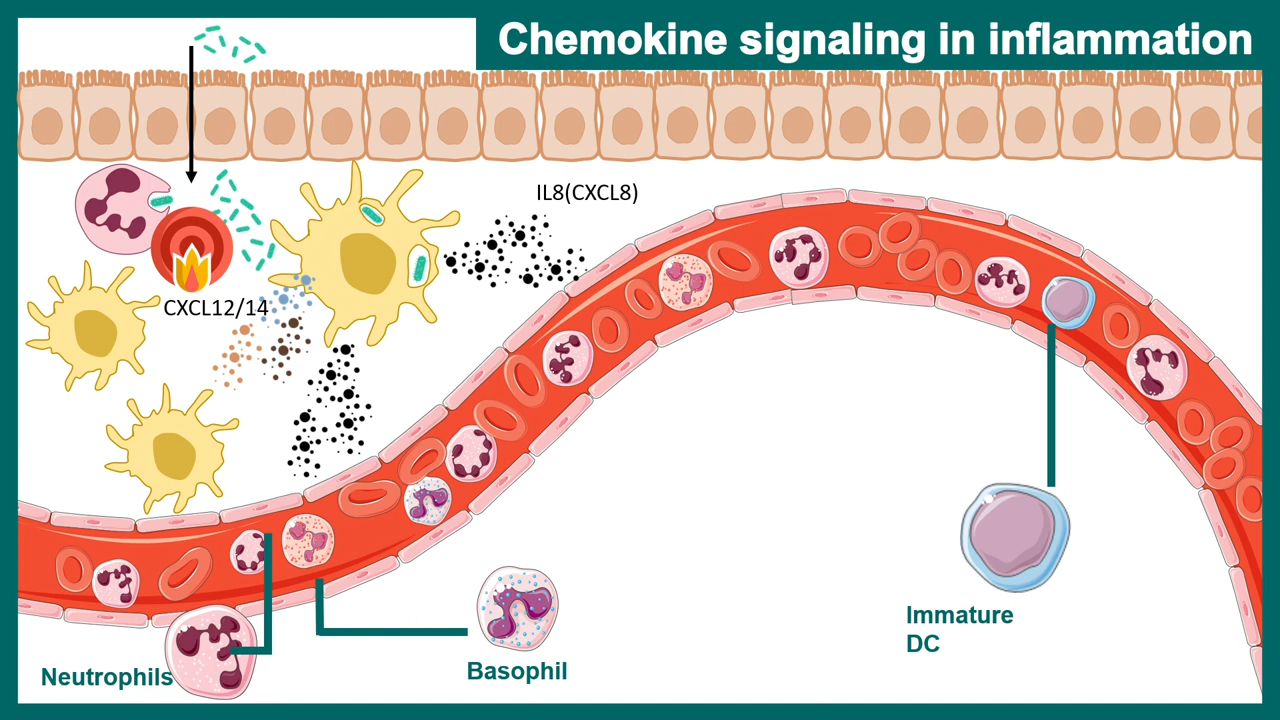 Chemokine signaling in inflammation
IL8(CXCL8)
CXCL12/14
Immature
DC
Neutrophils
Basophil